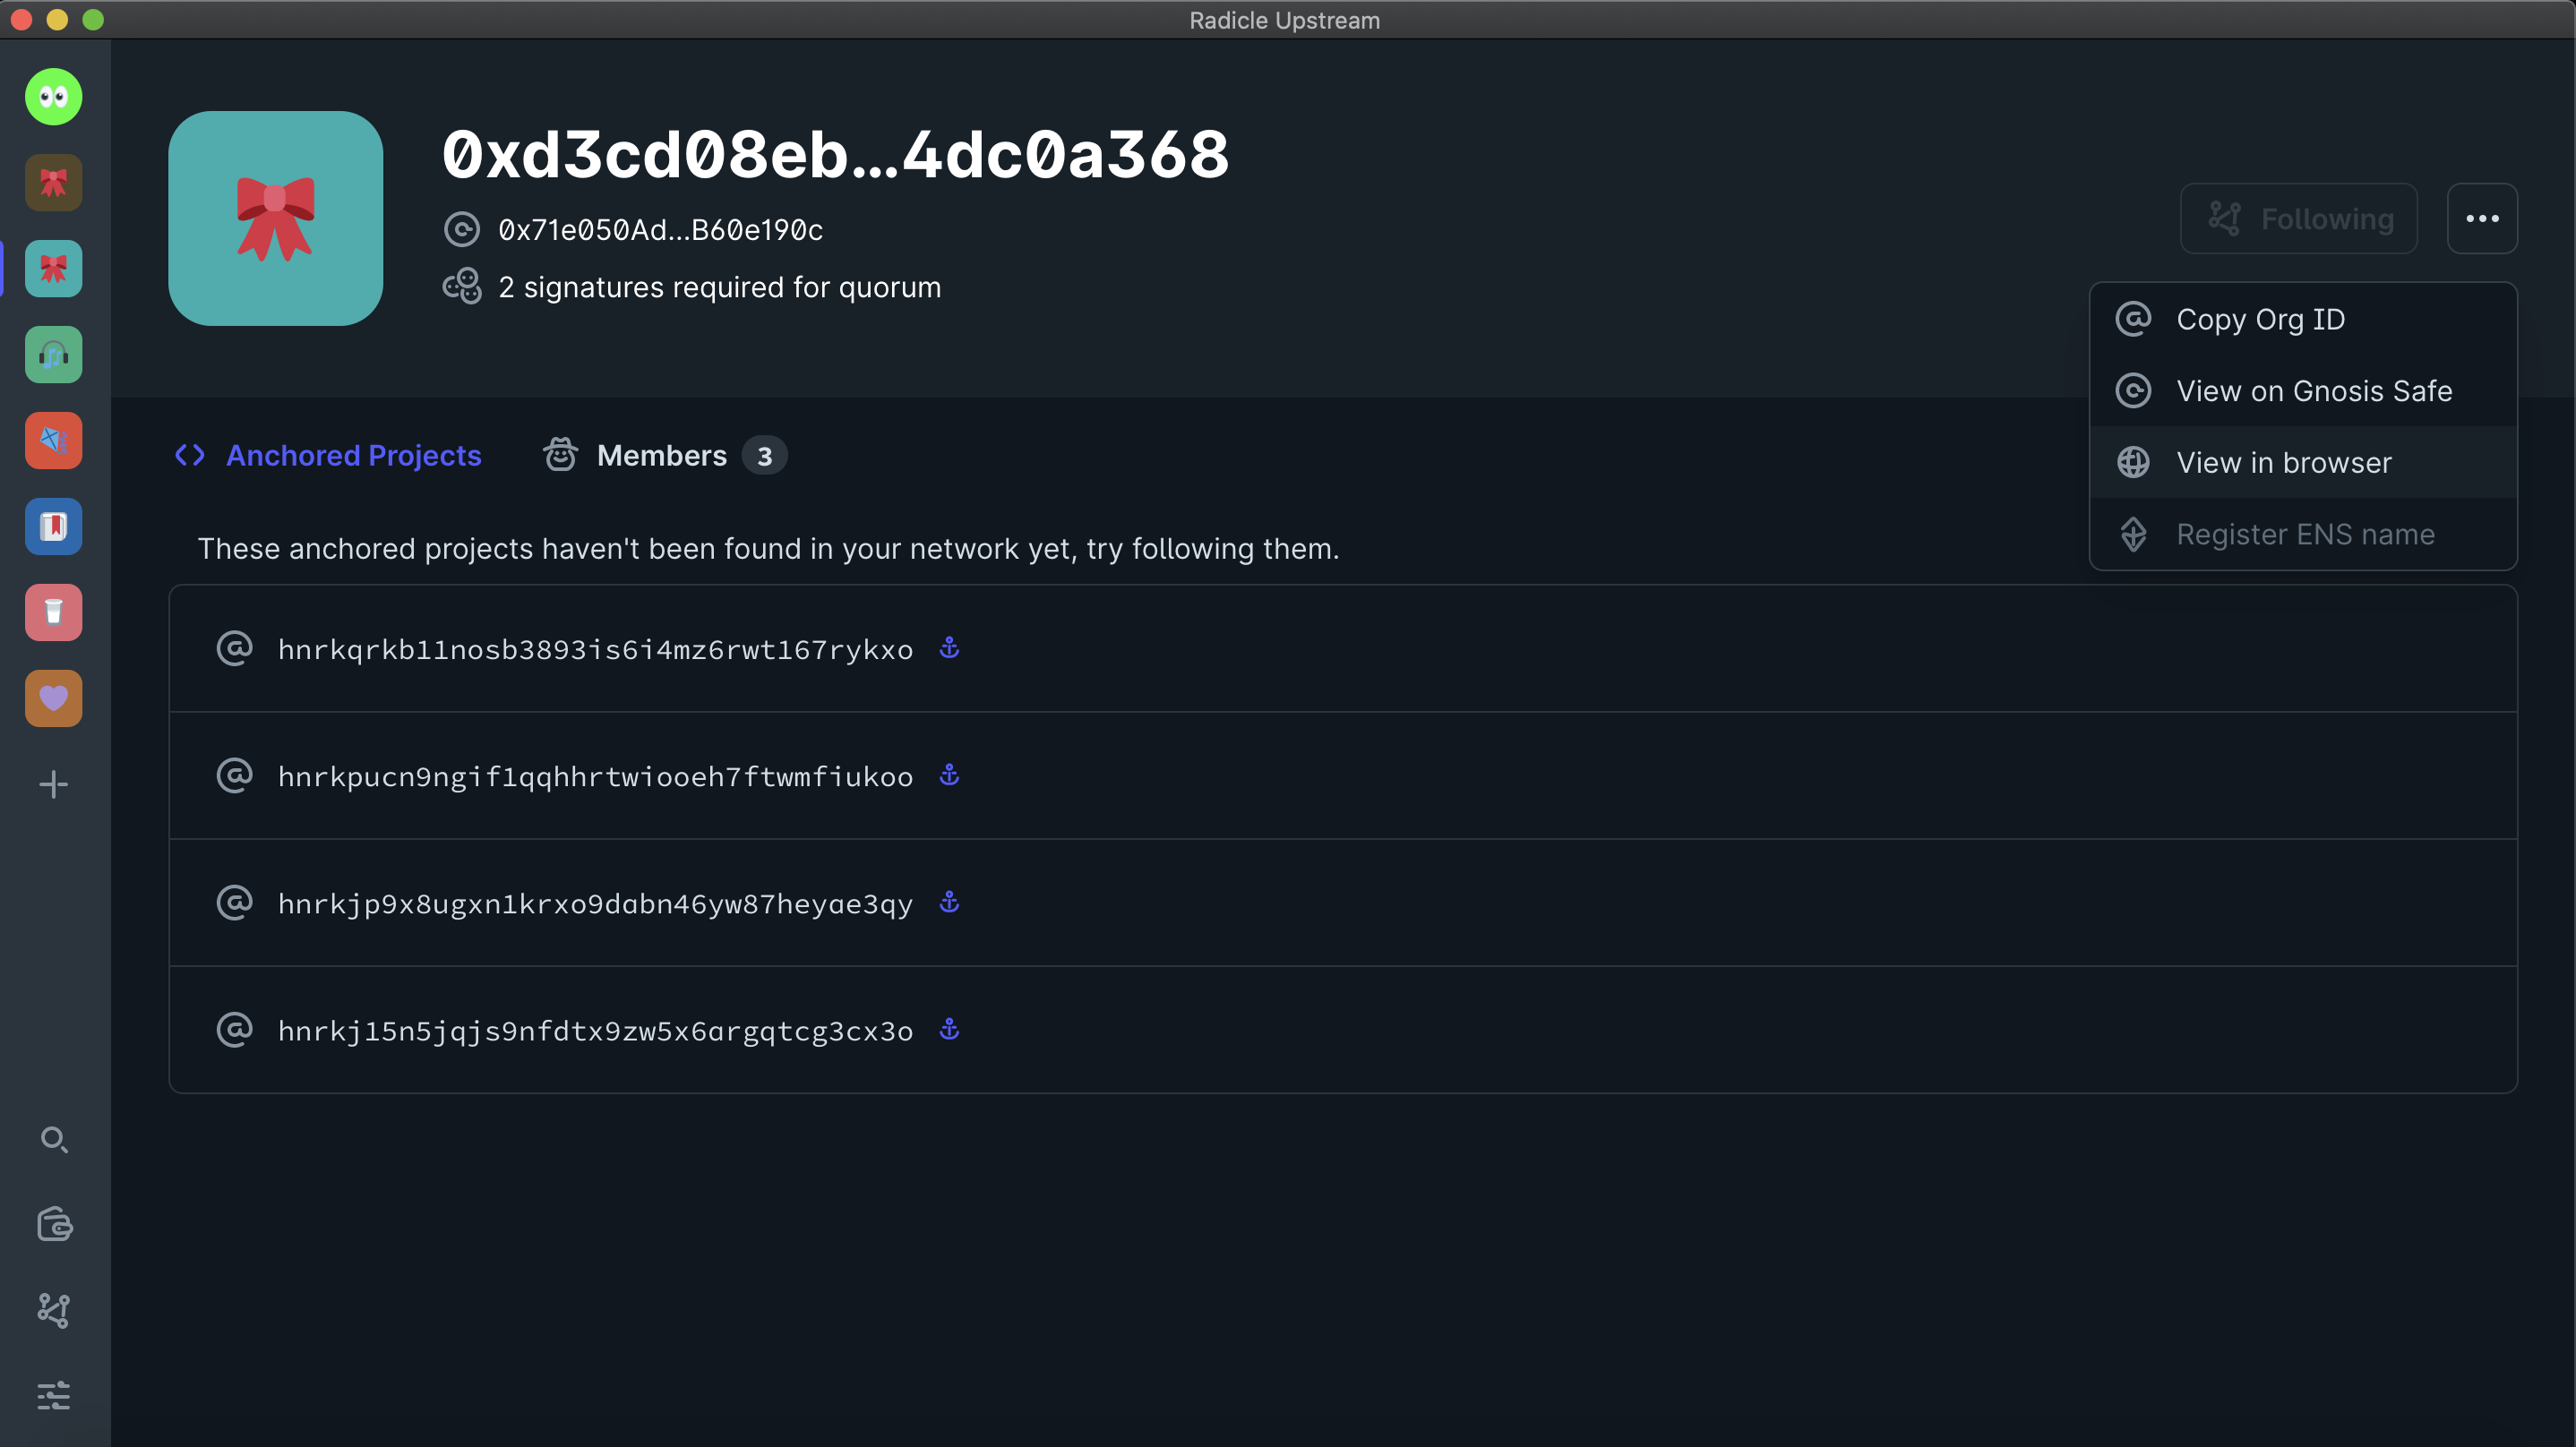 Radicle Upstream
0xd3cd08eb…4dc0a368
0x71e050Ad…B60e190c
2 signatures required for quorum
Following
Copy Org ID
View on Gnosis Safe
View in browser
Register ENS name
Anchored Projects
Members 3
These anchored projects haven't been found in your network yet, try following them.
hnrkqrkb11nosb3893is6i4mz6rwt167rykxo
hnrkpucn9ngif1qqhhrtwiooeh7ftwmfiukoo
hnrkjp9x8ugxn1krxo9dabn46yw87heyae3qy
hnrkj15n5jqjs9nfdtx9zw5x6argqtcg3cx3o